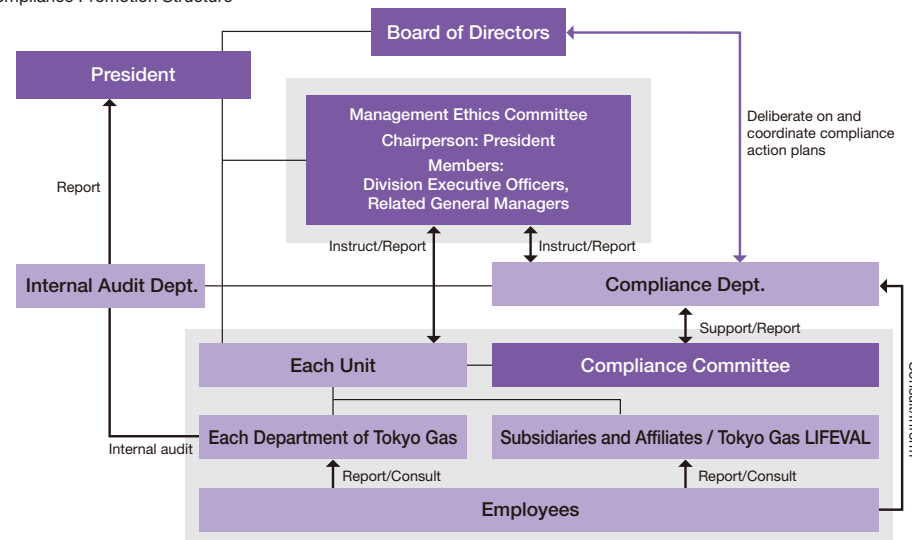 Compliance Promotion Structure
Board of Directors
President
Management Ethics Committee
Chairperson: President
Members:
Division Executive Officers,
Related General Managers
Deliberate on and
coordinate compliance
action plans
Report
Instruct/Report
Instruct/Report
Internal Audit Dept.
Compliance Dept.
Support/Report
Each Unit
Compliance Committee
Each Department of Tokyo Gas
Subsidiaries and Affiliates / Tokyo Gas LIFEVAL
Internal audit
Report/Consult
Report/Consult
Employees